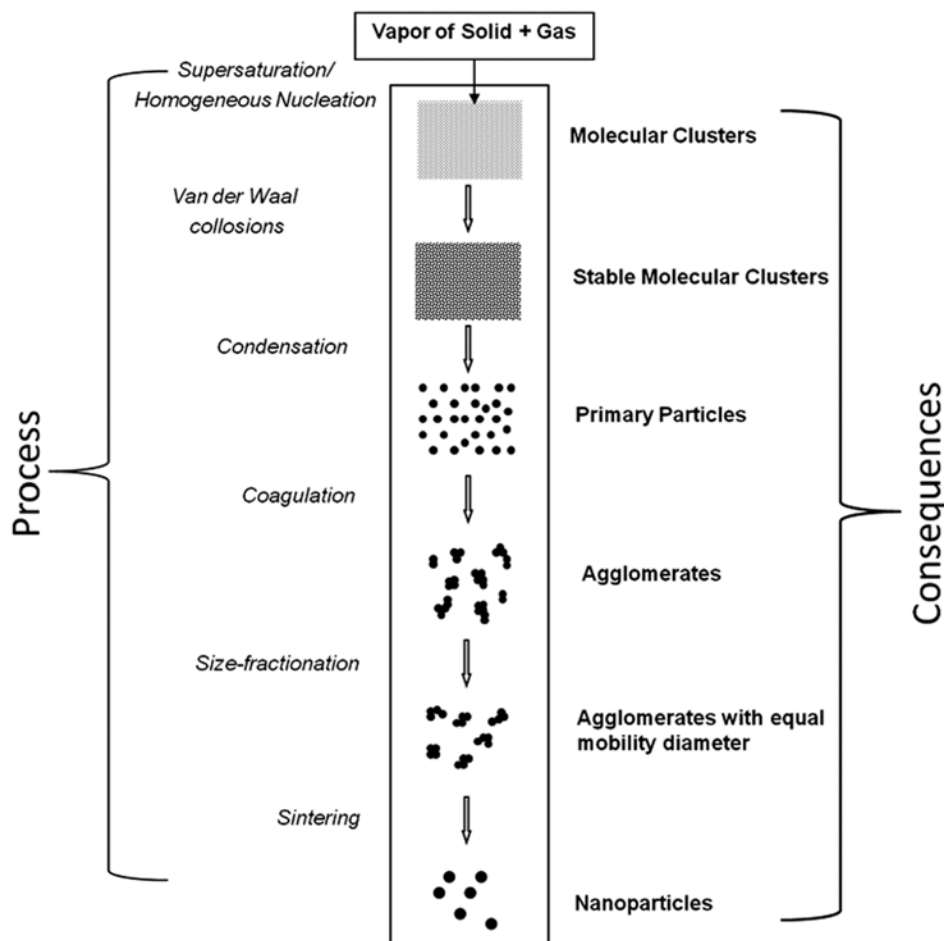 Vapor of Solid + Gas
Supersaturation/
Homogeneous Nucleation
Molecular Clusters
Van der Waal
collosions
Stable Molecular Clusters
Condensation
Primary Particles
Process
Consequences
Coagulation
Agglomerates
Size-fractionation
Agglomerates with equal
mobility diameter
Sintering
Nanoparticles